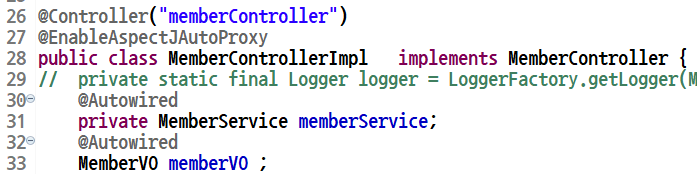 26 @Controller("memberController")
27 @EnableAspectJAutoProxy
28 public class MemberControllerImpl   implements MemberController {
29 //  private static final Logger logger = LoggerFactory.getLogger(
30     @Autowired
31     private MemberService memberService;
32     @Autowired
33     MemberVO memberVO ;